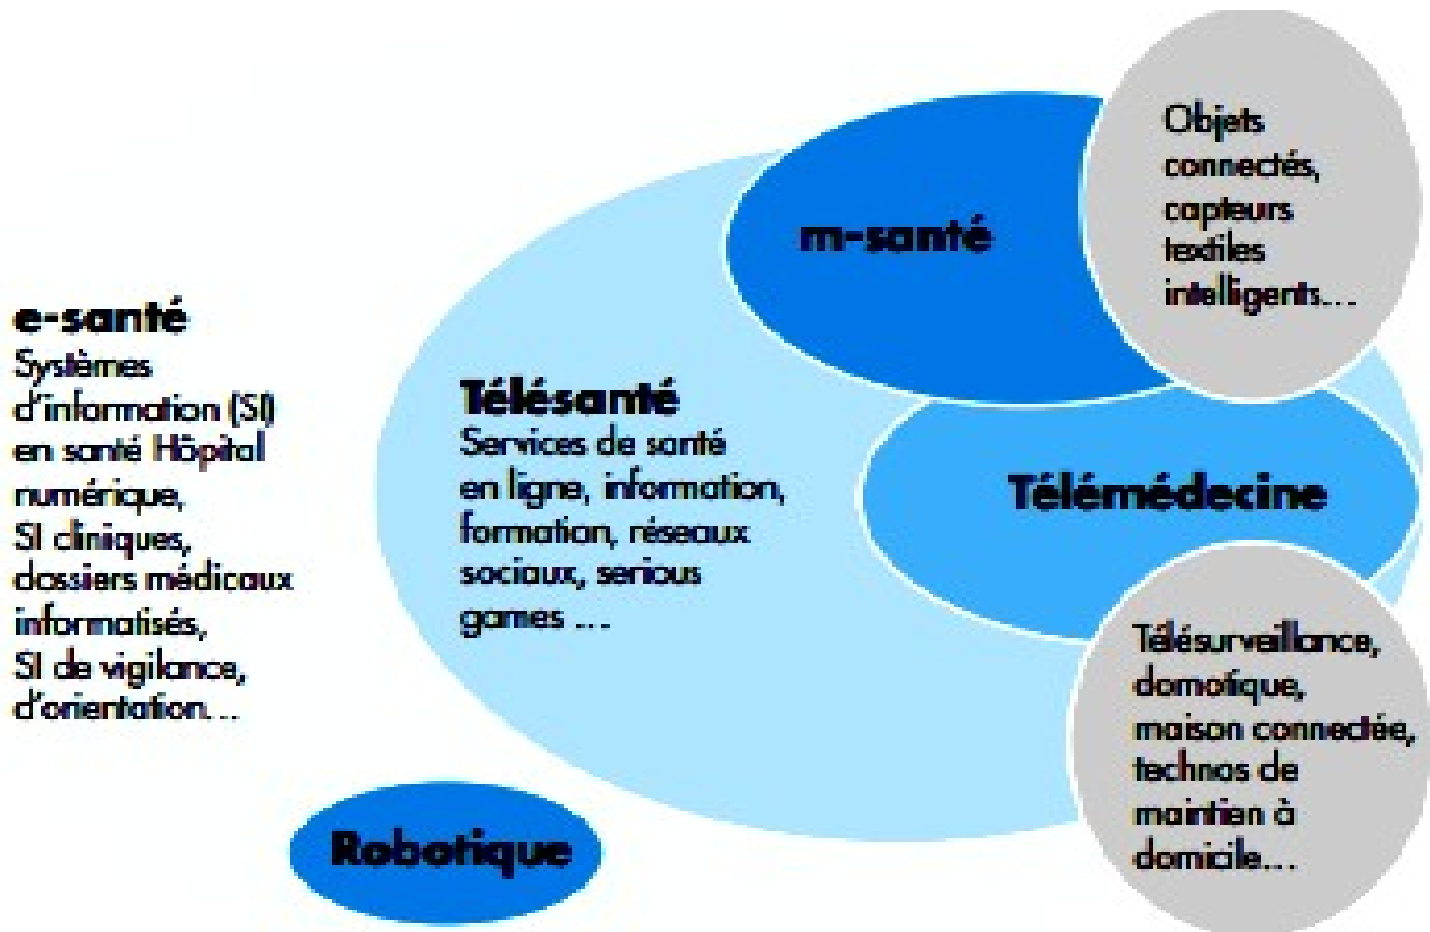 e-santé
Systèmes
d'information (SI)
en santé Hôpital
numérique,
SI cliniques,
dossiers médicaux
informatisés,
SI de vigilance,
d'orientation...
Télésanté
Services de santé
en ligne, information,
formation, réseaux
sociaux, serious
games ...
m-santé
Objets
connectés,
capteurs
textiles
intelligents...
Télémédecine
Télésurveillance,
domotique,
maison connectée,
technos de
maintien à
domicile...
Robotique